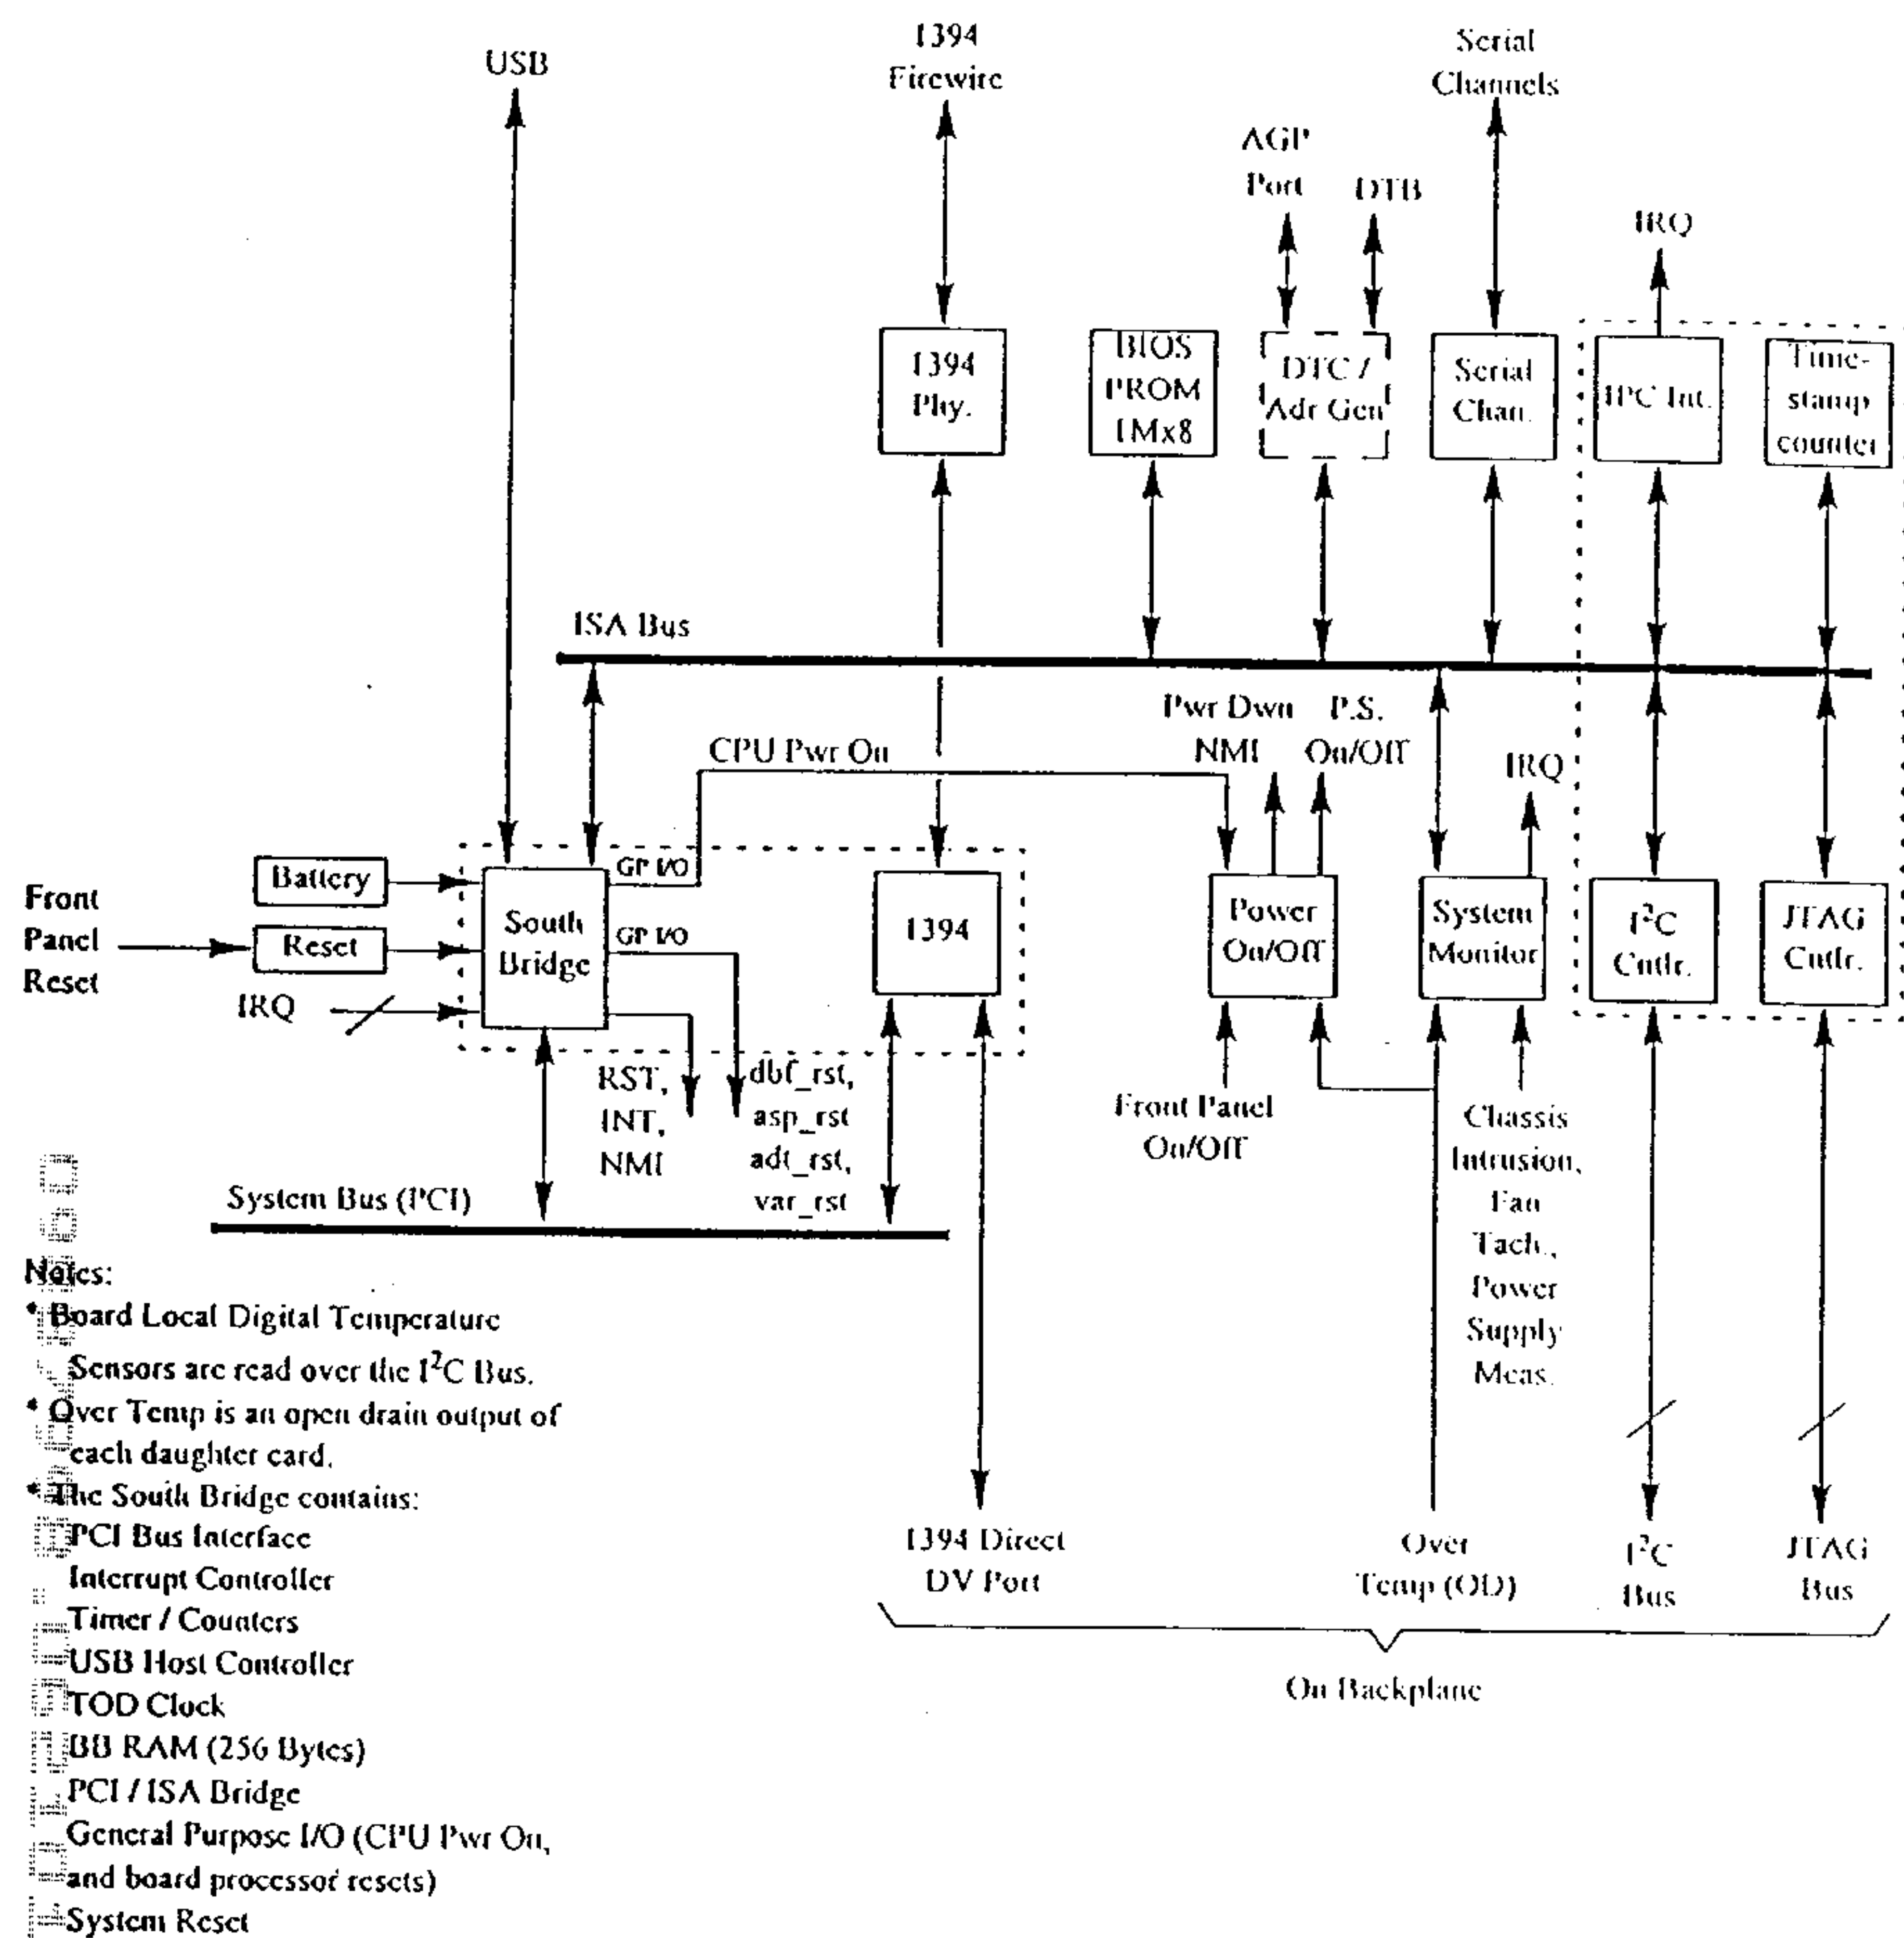 USB
1394
Firewire
Serial
Channels
AGP
Port
DTB
IRQ
1394
Phy.
BIOS
PROM
1Mx8
DTC /
Adr Gen
Serial
Chan.
IPC Int.
Time-
stamp
counter
ISA Bus
Pwr Dwn
NMI
P.S.
On/Off
CPU Pwr On
IRQ
Front
Panel
Reset
Battery
Reset
IRQ
South
Bridge
GP I/O
GP I/O
1394
Power
On/Off
System
Monitor
I²C
Cntlr.
JTAG
Cntlr.
RST,
INT,
NMI
dbf_rst,
asp_rst
adt_rst,
var_rst
Front Panel
On/Off
Chassis
Intrusion,
Fan
Tach.,
Power
Supply
Meas.
System Bus (PCI)
1394 Direct
DV Port
Over
Temp (OD)
I²C
Bus
JTAG
Bus
On Backplane
Notes:
* Board Local Digital Temperature
Sensors are read over the I²C Bus.
* Over Temp is an open drain output of
each daughter card.
* The South Bridge contains:
PCI Bus Interface
Interrupt Controller
Timer / Counters
USB Host Controller
TOD Clock
BB RAM (256 Bytes)
PCI / ISA Bridge
General Purpose I/O (CPU Pwr On,
and board processor resets)
System Reset